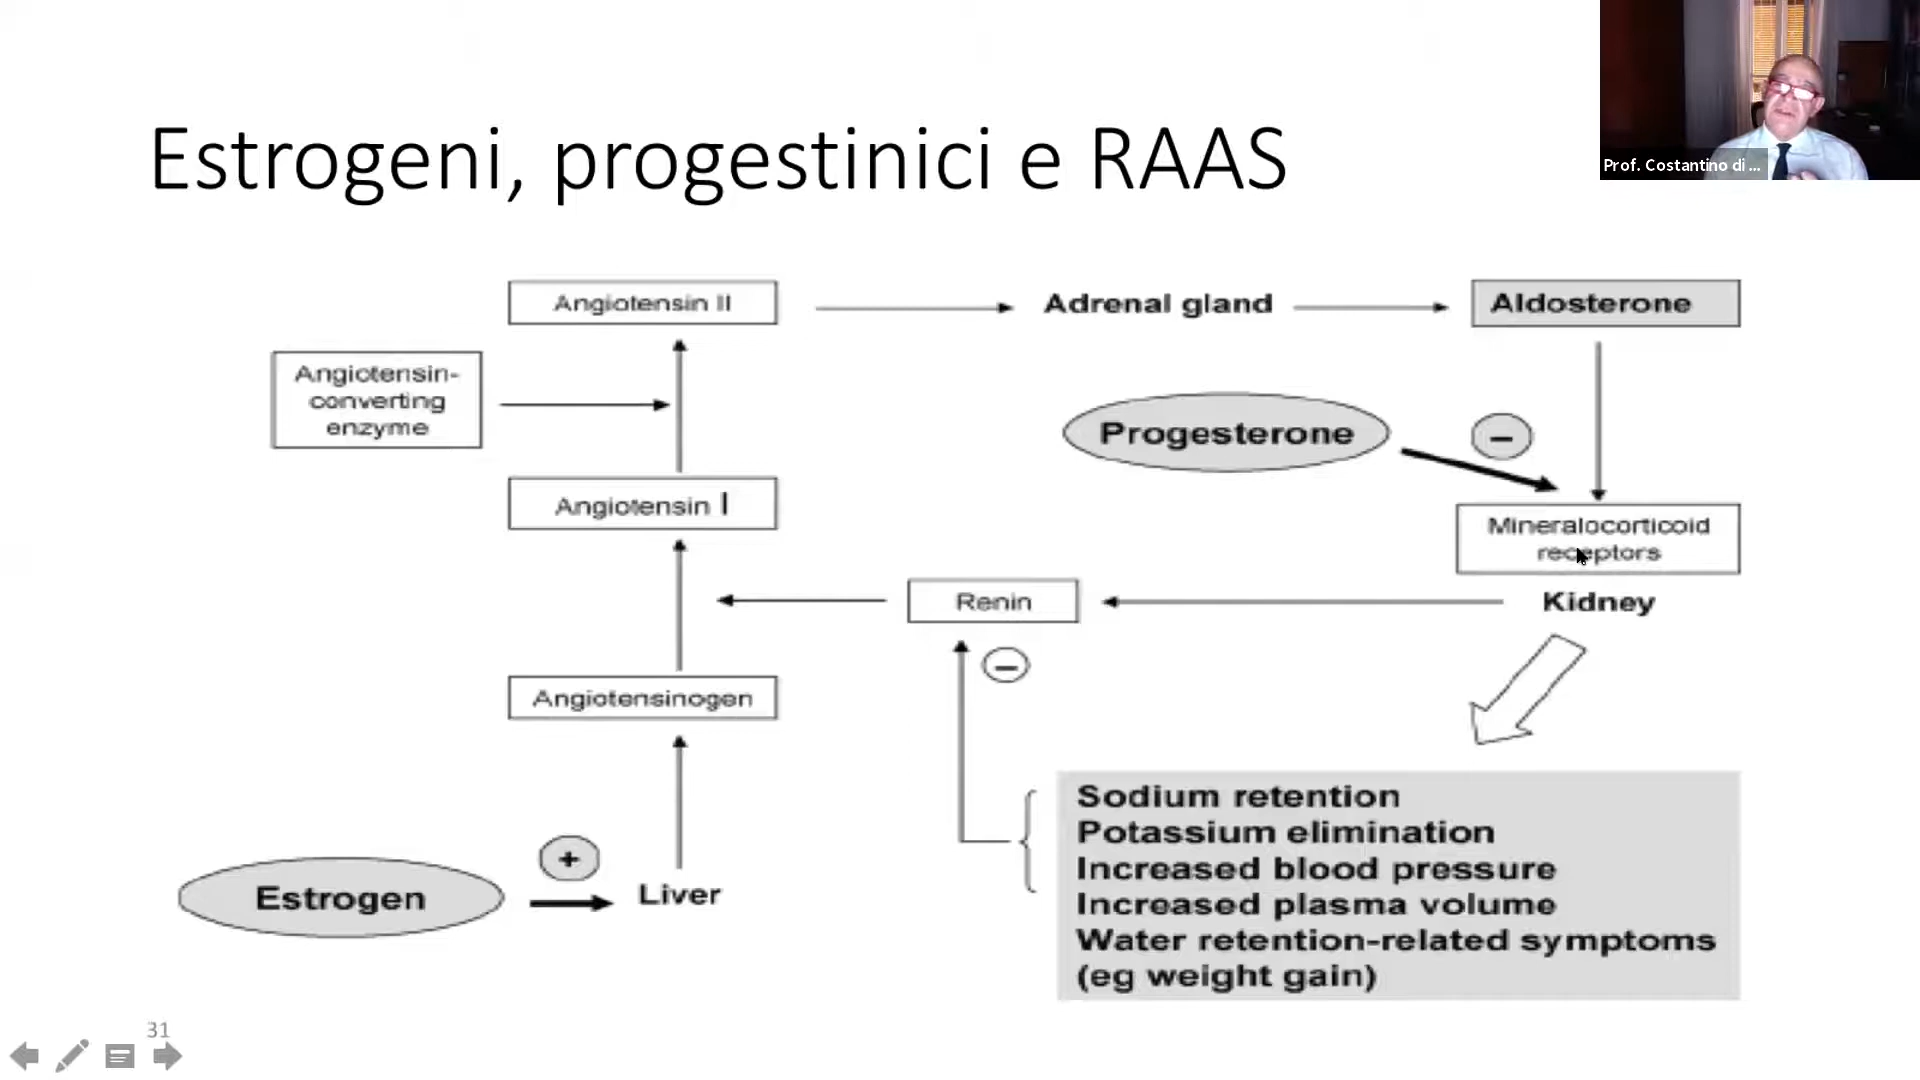 Prof. Costantino di ...
Estrogeni, progestinici e RAAS
Angiotensin II
Adrenal gland
Aldosterone
Angiotensin-
converting
enzyme
Progesterone
−
Angiotensin I
Mineralocorticoid
receptors
Renin
Kidney
−
Angiotensinogen
Sodium retention
Potassium elimination
Increased blood pressure
Increased plasma volume
Water retention-related symptoms
(eg weight gain)
+
Estrogen
Liver
31